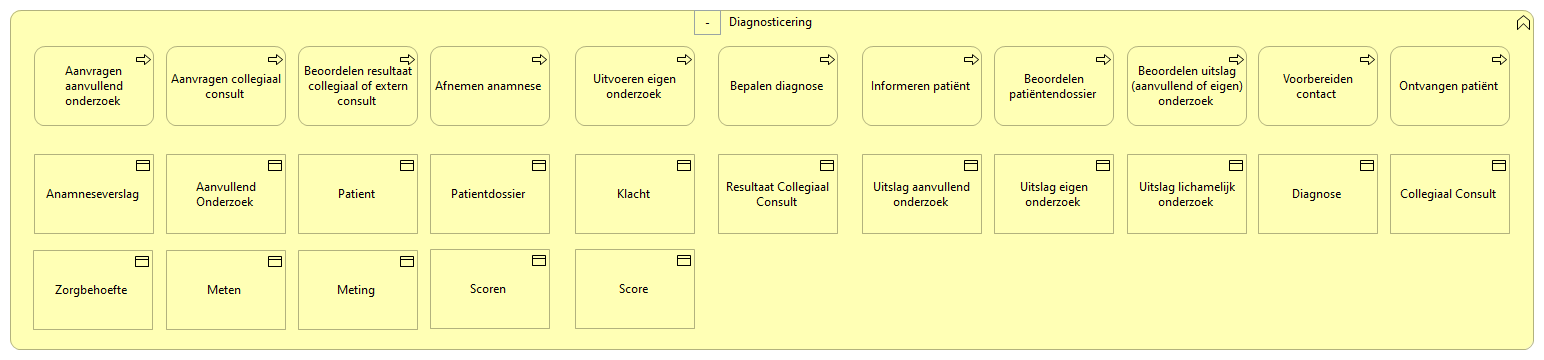 - Diagnosticering
Aanvragen
aanvullend
onderzoek
Aanvragen collegiaal
consult
Beoordelen resultaat
collegiaal of extern
consult
Afnemen anamnese
Uitvoeren eigen
onderzoek
Bepalen diagnose
Informeren patiënt
Beoordelen
patiëntendossier
Beoordelen uitslag
(aanvullend of eigen)
onderzoek
Voorbereiden
contact
Ontvangen patiënt
Anamneseverslag
Aanvullend
Onderzoek
Patient
Patientdossier
Klacht
Resultaat Collegiaal
Consult
Uitslag aanvullend
onderzoek
Uitslag eigen
onderzoek
Uitslag lichamelijk
onderzoek
Diagnose
Collegiaal Consult
Zorgbehoefte
Meten
Meting
Scoren
Score